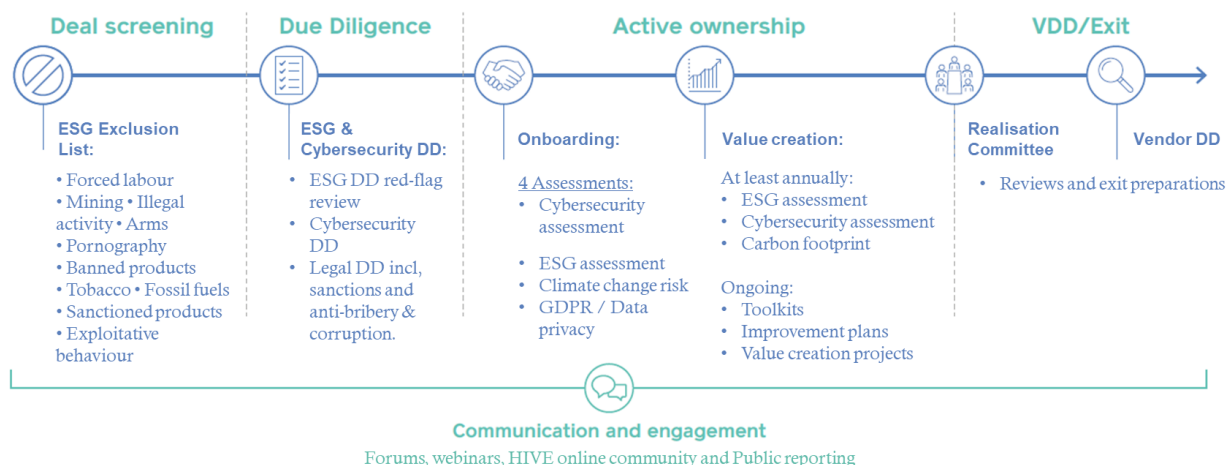 Deal screening
Due Diligence
Active ownership
VDD/Exit
ESG Exclusion
List:
• Forced labour
• Mining • Illegal
activity • Arms
• Pornography
• Banned products
• Tobacco • Fossil fuels
• Sanctioned products
• Exploitative
behaviour
ESG &
Cybersecurity DD:
• ESG DD red-flag
review
• Cybersecurity
DD
• Legal DD incl,
sanctions and
anti-bribery &
corruption.
Onboarding:
4 Assessments:
• Cybersecurity
assessment
• ESG assessment
• Climate change risk
• GDPR / Data
privacy
Value creation:
At least annually:
• ESG assessment
• Cybersecurity assessment
• Carbon footprint
Ongoing:
• Toolkits
• Improvement plans
• Value creation projects
Realisation
Committee
Vendor DD
• Reviews and exit preparations
Communication and engagement
Forums, webinars, HIVE online community and Public reporting